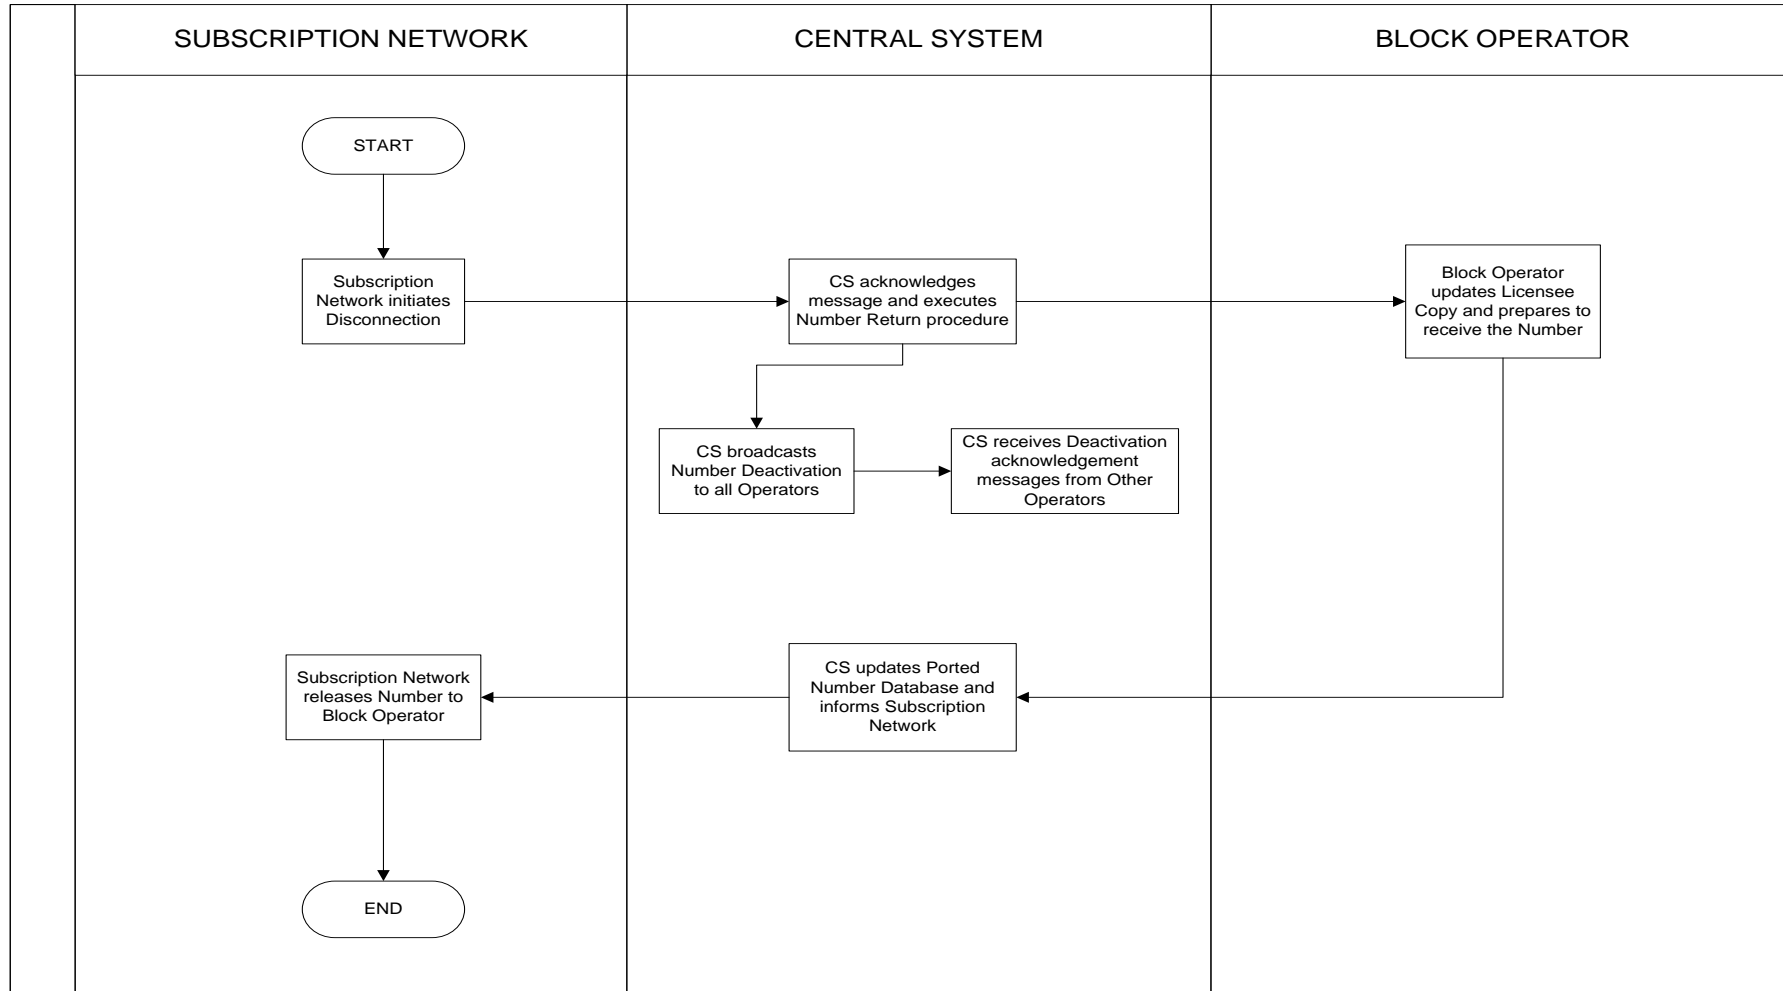 SUBSCRIPTION NETWORK
CENTRAL SYSTEM
BLOCK OPERATOR
START
Subscription
Network initiates
Disconnection
CS acknowledges
message and executes
Number Return procedure
Block Operator
updates Licensee
Copy and prepares to
receive the Number
CS broadcasts
Number Deactivation
to all Operators
CS receives Deactivation
acknowledgement
messages from Other
Operators
Subscription Network
releases Number to
Block Operator
CS updates Ported
Number Database and
informs Subscription
Network
END